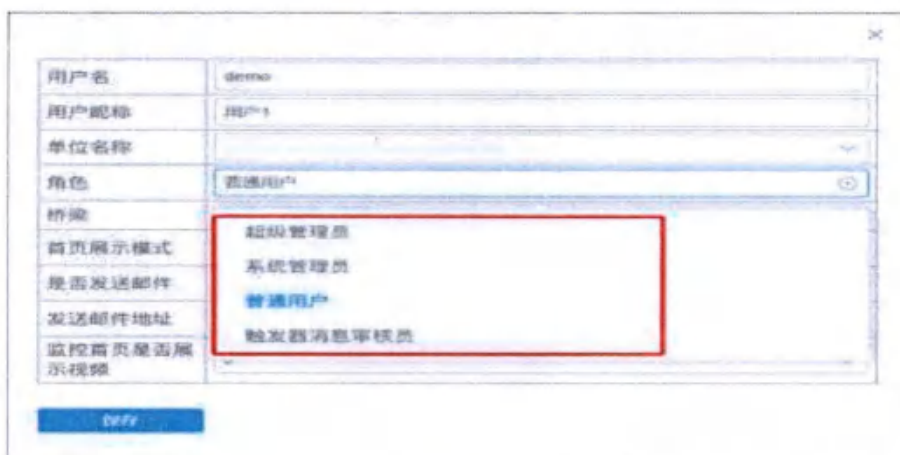 用户名 demo
用户昵称 用户1
单位名称
角色 普通用户
桥梁
首页展示模式
是否发送邮件
发送邮件地址
监控首页是否展
示视频
超级管理员
系统管理员
普通用户
触发器消息审核员